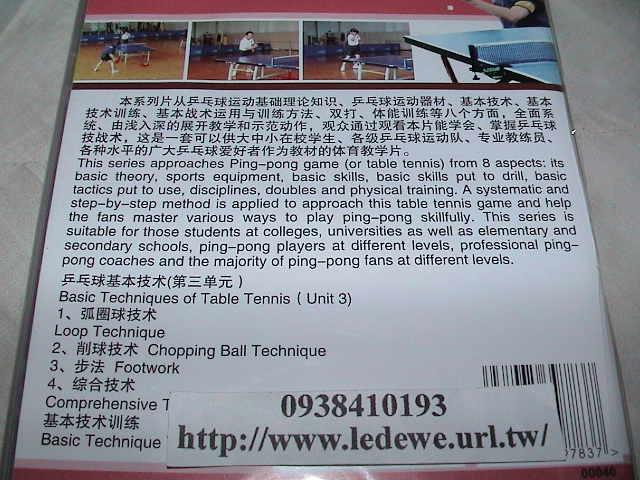 本系列片从乒乓球运动基础理论知识、乒乓球运动器材、基本技术、基本
技术训练、基本战术运用与训练方法、双打、体能训练等八个方面，全面系
统、由浅入深的展开教学和示范动作，观众通过观看本片能学会、掌握乒乓球
技战术。这是一套可以供大中小在校学生、各级乒乓球运动队、专业教练员、
各种水平的广大乒乓球爱好者作为教材的体育教学片。
This series approaches Ping-pong game (or table tennis) from 8 aspects: its
basic theory, sports equipment, basic skills, basic skills put to drill, basic
tactics put to use, disciplines, doubles and physical training. A systematic and
step-by-step method is applied to approach this table tennis game and help
the fans master various ways to play ping-pong skillfully. This series is
suitable for those students at colleges, universities as well as elementary and
secondary schools, ping-pong players at different levels, professional ping-
pong coaches and the majority of ping-pong fans at different levels.
乒乓球基本技术(第三单元)
Basic Techniques of Table Tennis (Unit 3)
1、弧圈球技术
Loop Technique
2、削球技术 Chopping Ball Technique
3、步法 Footwork
4、综合技术
Comprehensive T
基本技术训练
Basic Technique
0938410193
http://www.ledewe.url.tw/
7837 >
00040